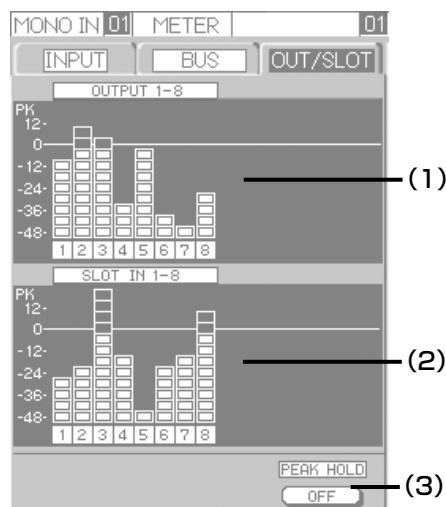 MONO IN 01 METER 01
INPUT BUS OUT/SLOT
OUTPUT 1-8
PK
12-
0-
-12-
-24-
-36-
-48-
1 2 3 4 5 6 7 8
(1)
SLOT IN 1-8
PK
12-
0-
-12-
-24-
-36-
-48-
1 2 3 4 5 6 7 8
(2)
PEAK HOLD
OFF
(3)